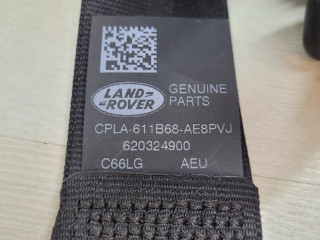 LAND
ROVER
GENUINE
PARTS
CPLA-611B68-AE8PVJ
620324900
C66LG AEU